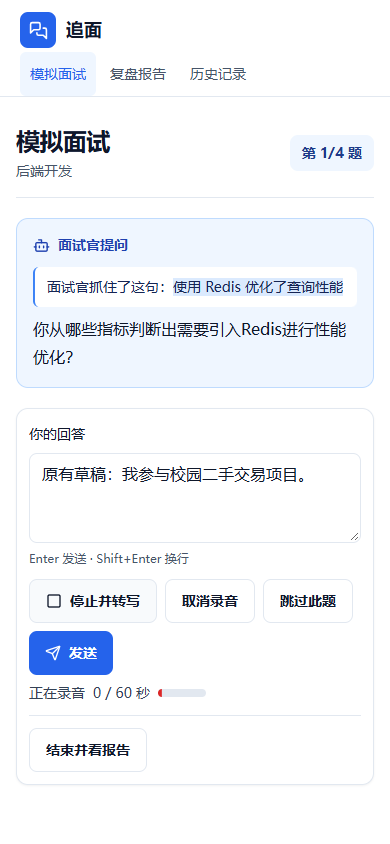 追面
模拟面试 复盘报告 历史记录
模拟面试
后端开发
第 1/4 题
面试官提问
面试官抓住了这句：使用 Redis 优化了查询性能
你从哪些指标判断出需要引入Redis进行性能
优化?
你的回答
原有草稿：我参与校园二手交易项目。
Enter 发送 · Shift+Enter 换行
停止并转写 取消录音 跳过此题
发送
正在录音 0 / 60 秒
结束并看报告